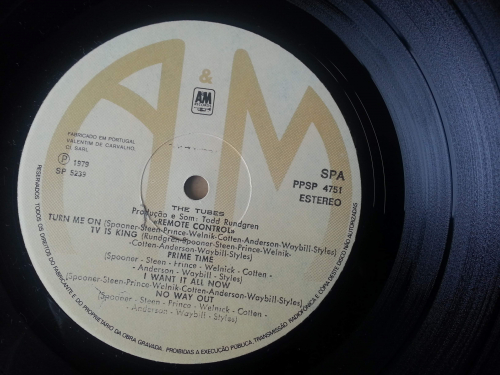 A&M
AM
RECORDS
FABRICADO EM PORTUGAL
VALENTIM DE CARVALHO,
CI SARL
℗ 1979
SP 5239
SPA
PPSP 4751
ESTEREO
THE TUBES
Produção e Som: Todd Rundgren
«REMOTE CONTROL»
TURN ME ON (Spooner-Steen-Prince-Welnik-Cotten-Anderson-Waybill-Styles)
TV IS KING (Rundgren-Spooner-Steen-Prince-Welnik-
-Cotten-Anderson-Waybill-Styles)
PRIME TIME
(Spooner - Steen - Prince - Welnick - Cotten -
- Anderson - Waybill - Styles)
I WANT IT ALL NOW
(Spooner-Steen-Prince-Welnik-Cotten-Anderson-Waybill-Styles)
NO WAY OUT
(Spooner - Steen - Prince - Welnick - Cotten -
- Anderson - Waybill - Styles)
RESERVADOS TODOS OS DIREITOS DO FABRICANTE E DO PROPRIETARIO DA OBRA GRAVADA. PROIBIDAS A EXECUÇÃO PÚBLICA, TRANSMISSÃO RADIOFÓNICA E COPIA DESTE DISCO NÃO AUTORIZADAS